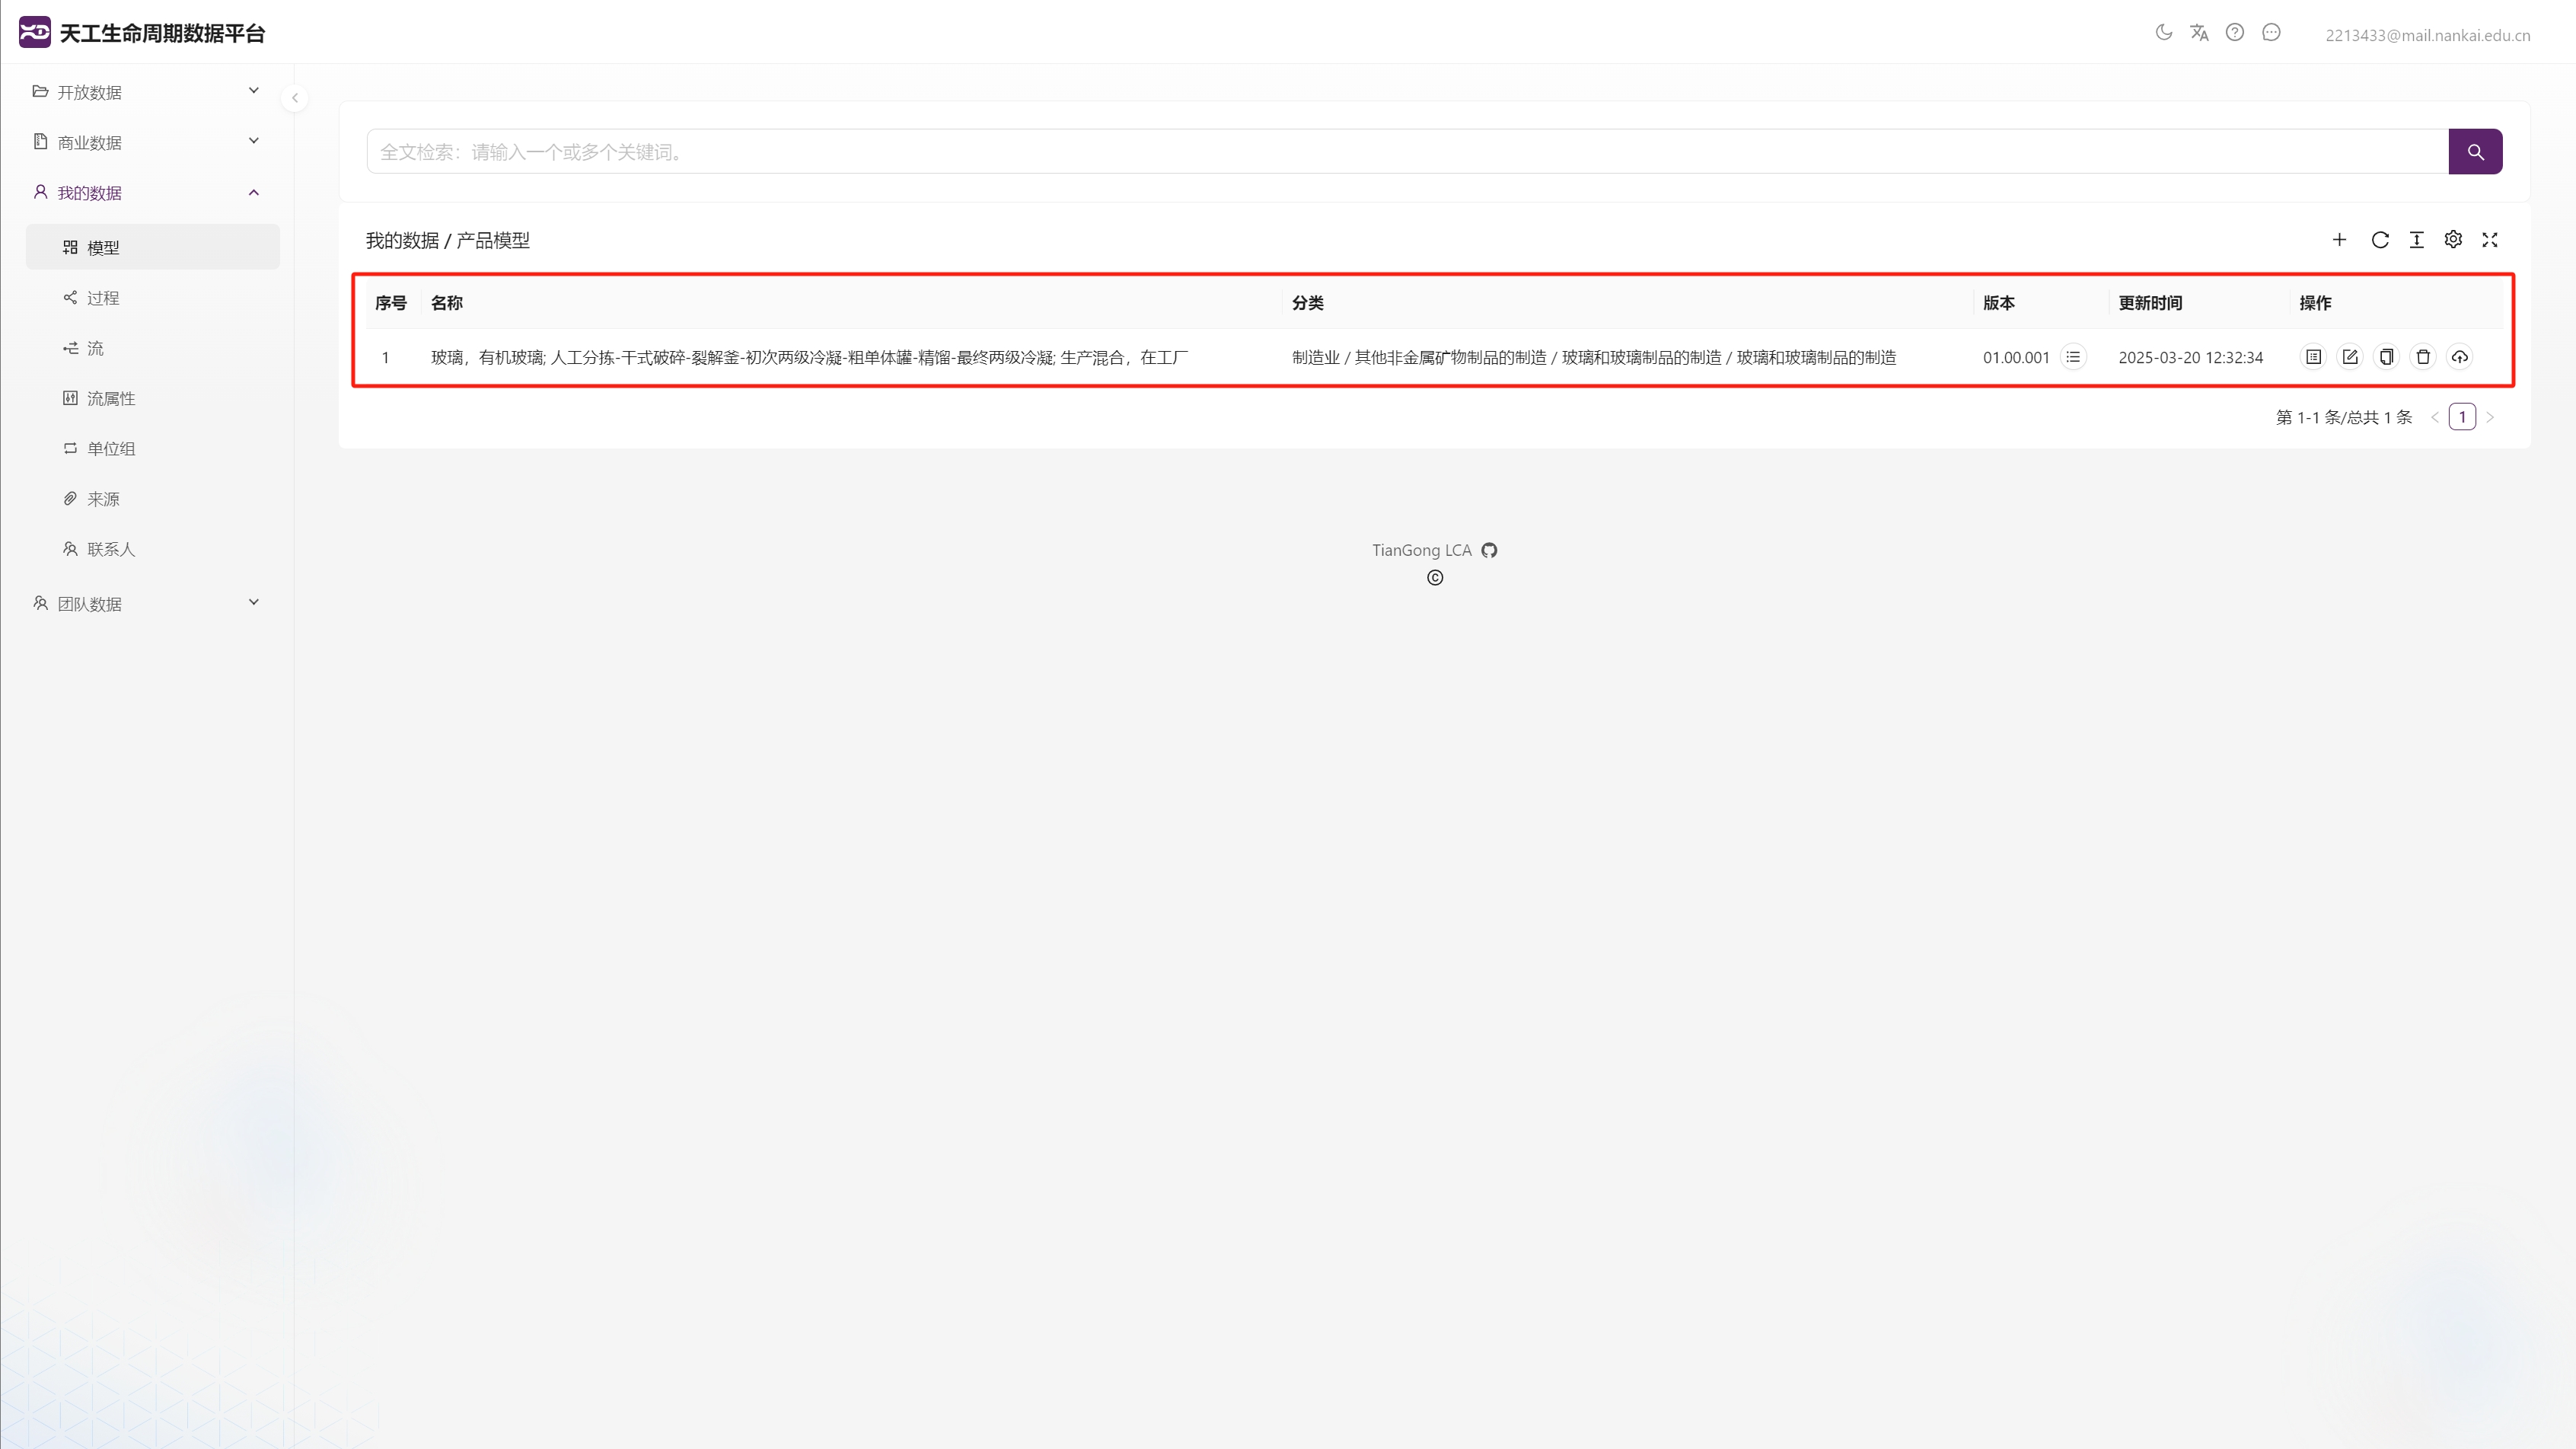 天工生命周期数据平台
2213433@mail.nankai.edu.cn
开放数据
商业数据
我的数据
模型
过程
流
流属性
单位组
来源
联系人
团队数据
全文检索：请输入一个或多个关键词。
我的数据 / 产品模型
序号 名称 分类 版本 更新时间 操作
1 玻璃，有机玻璃; 人工分拣-干式破碎-裂解釜-初次两级冷凝-粗单体罐-精馏-最终两级冷凝; 生产混合，在工厂 制造业 / 其他非金属矿物制品的制造 / 玻璃和玻璃制品的制造 / 玻璃和玻璃制品的制造 01.00.001 2025-03-20 12:32:34
第 1-1 条/总共 1 条 1
TianGong LCA
©